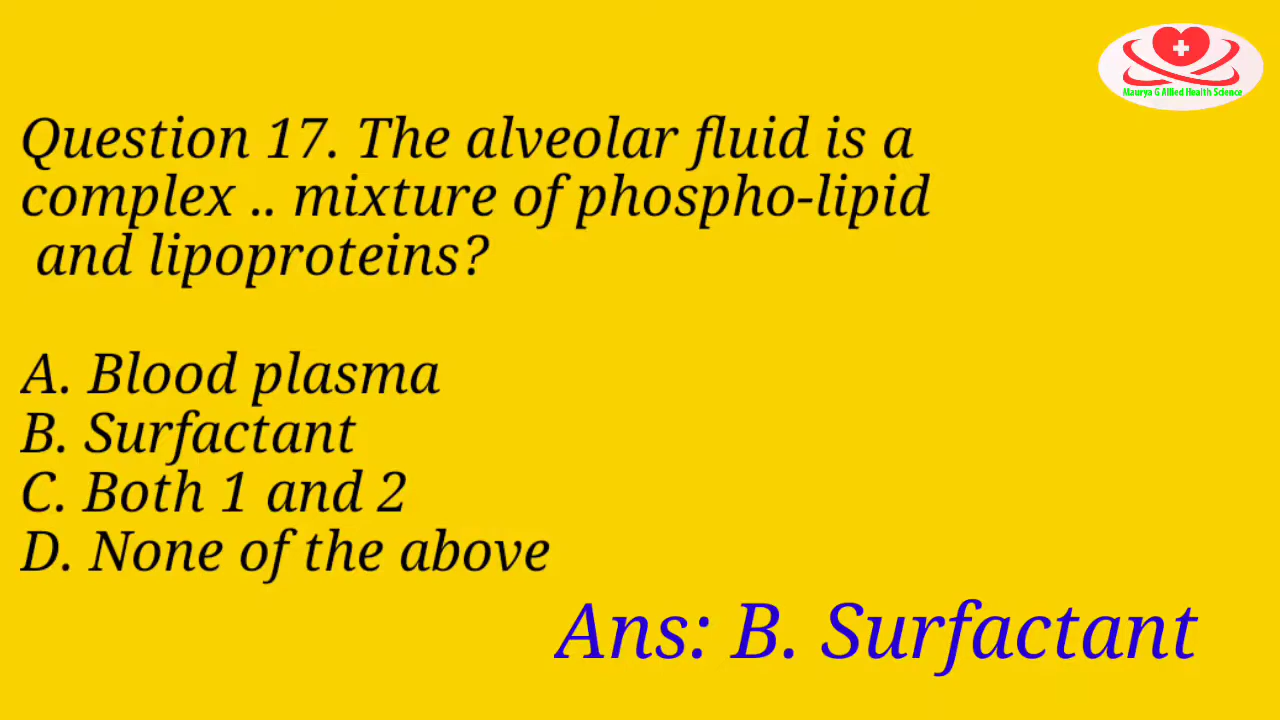 Maurya G Allied Health Science
Question 17. The alveolar fluid is a
complex .. mixture of phospho-lipid
and lipoproteins?
A. Blood plasma
B. Surfactant
C. Both 1 and 2
D. None of the above
Ans: B. Surfactant